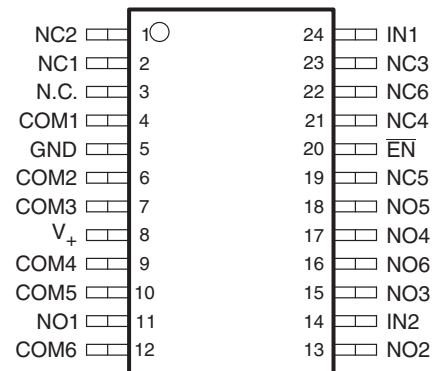 NC2 1 24 IN1
NC1 2 23 NC3
N.C. 3 22 NC6
COM1 4 21 NC4
GND 5 20 EN
COM2 6 19 NC5
COM3 7 18 NO5
V+ 8 17 NO4
COM4 9 16 NO6
COM5 10 15 NO3
NO1 11 14 IN2
COM6 12 13 NO2